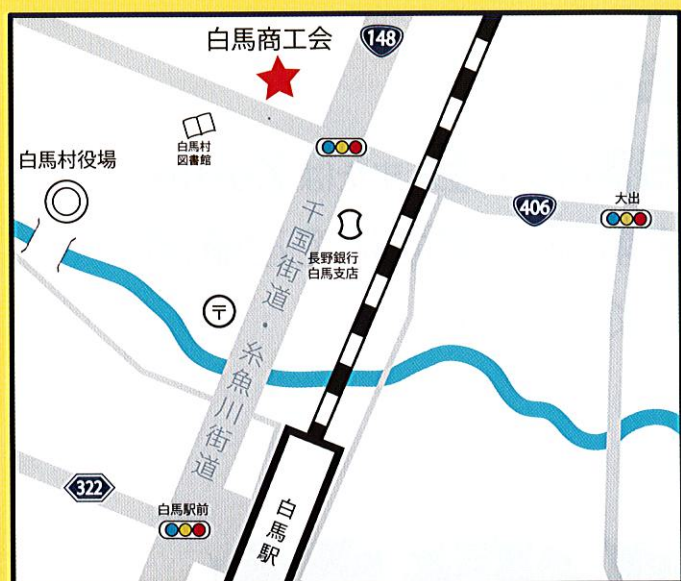 白馬商工会
148
白馬村
図書館
白馬村役場
406
大出
長野銀行
白馬支店
〒
千国街道・糸魚川街道
322
白馬駅前
白馬駅